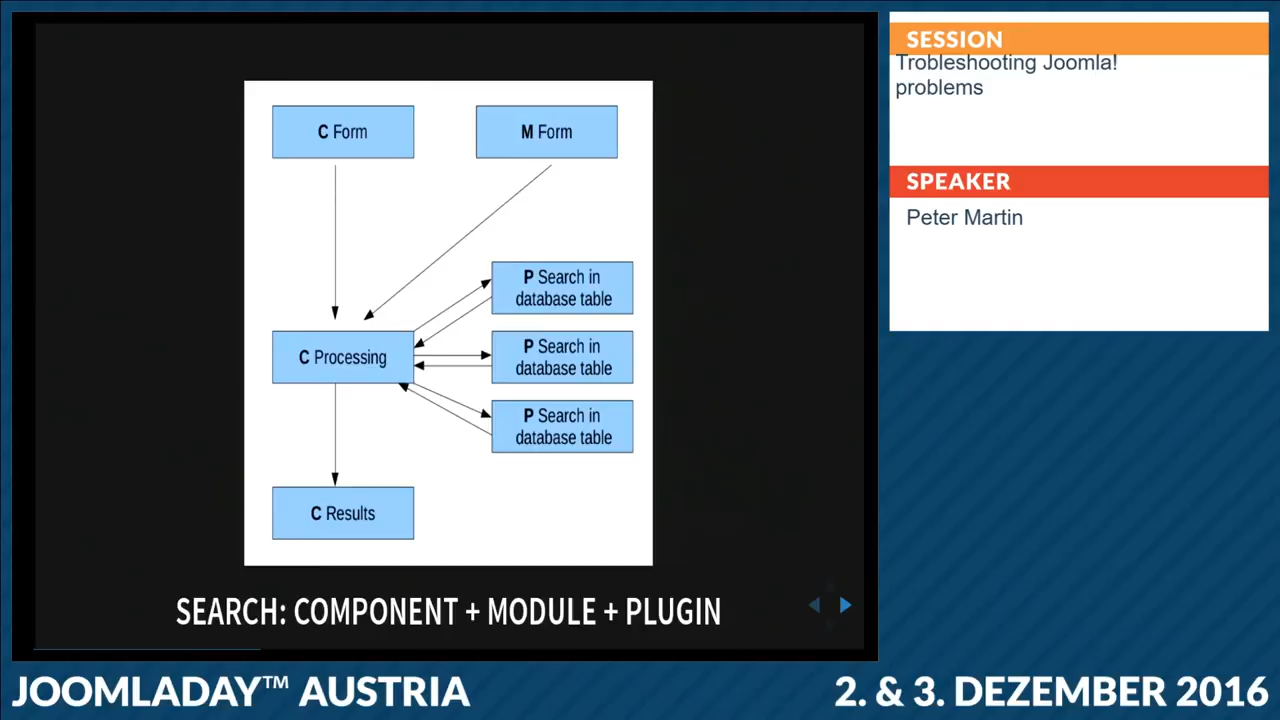 C Form
M Form
P Search in
database table
C Processing
P Search in
database table
P Search in
database table
C Results
SEARCH: COMPONENT + MODULE + PLUGIN
SESSION
Trobleshooting Joomla!
problems
SPEAKER
Peter Martin
JOOMLADAY™ AUSTRIA
2. & 3. DEZEMBER 2016